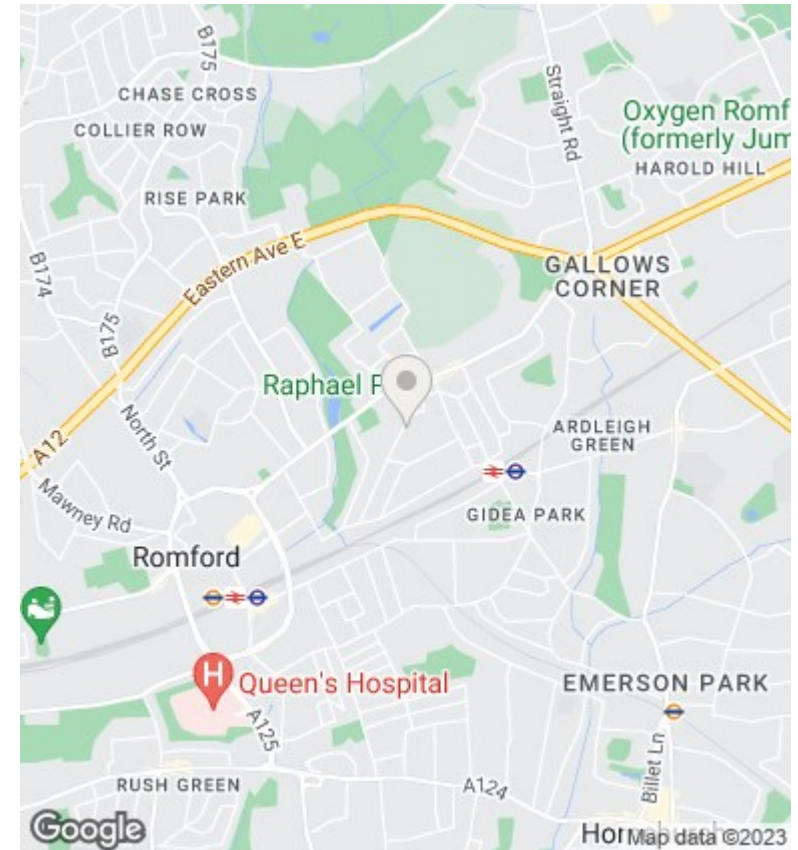 B175
CHASE CROSS
COLLIER ROW
Straight Rd
Oxygen Romf
(formerly Jum
HAROLD HILL
RISE PARK
Eastern Ave E
B174
GALLOWS
CORNER
B175
Raphael P
North St
ARDLEIGH
GREEN
A12
Mawney Rd
GIDEA PARK
Romford
H
Queen's Hospital
EMERSON PARK
A125
Billet Ln
RUSH GREEN
A124
Google
Map data ©2023